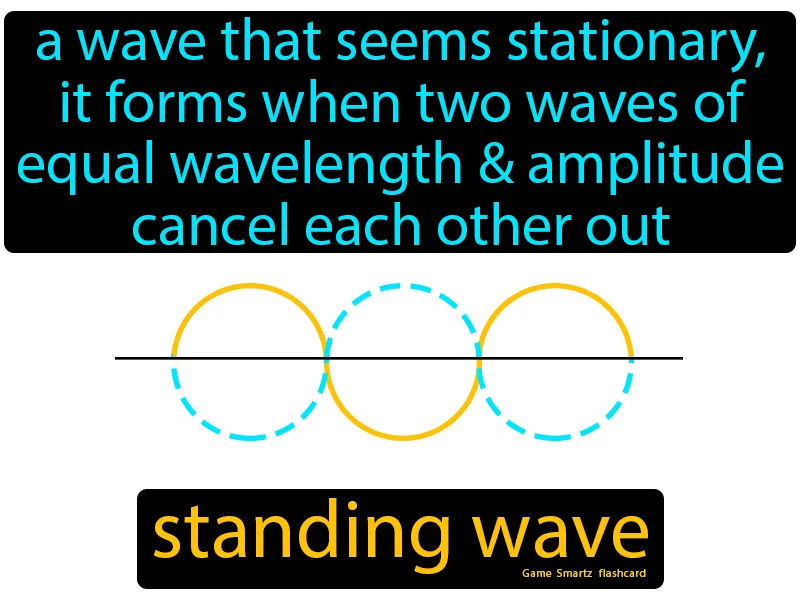 a wave that seems stationary,
it forms when two waves of
equal wavelength & amplitude
cancel each other out
standing wave
Game Smartz flashcard